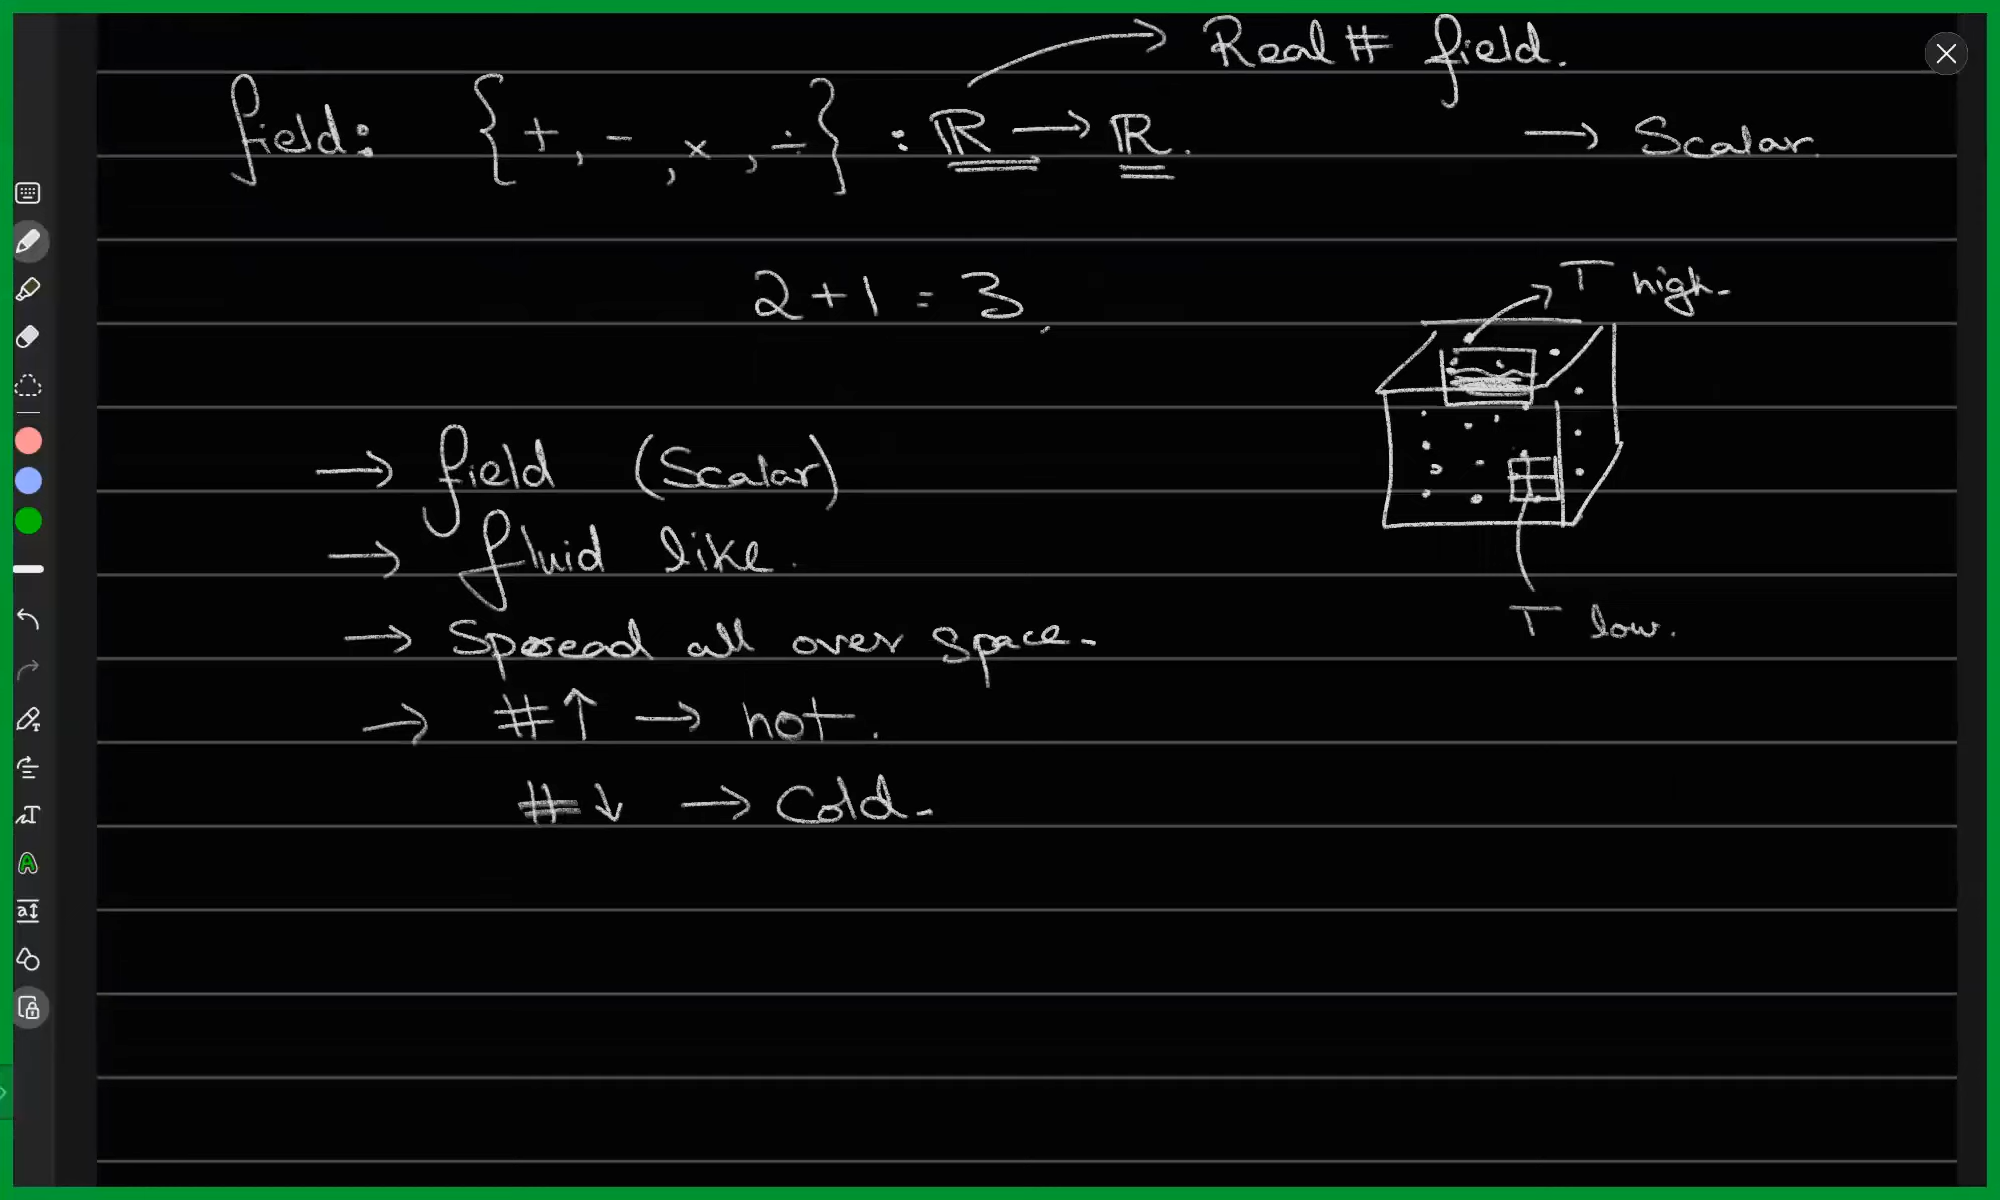 Real # field.
field: { +, -, ×, ÷ } : ℝ → ℝ.
→ Scalar.
2 + 1 = 3,
T high.
→ field (Scalar)
→ fluid like.
→ Spread all over space.
T low.
→ # ↑ → hot.
# ↓ → Cold.